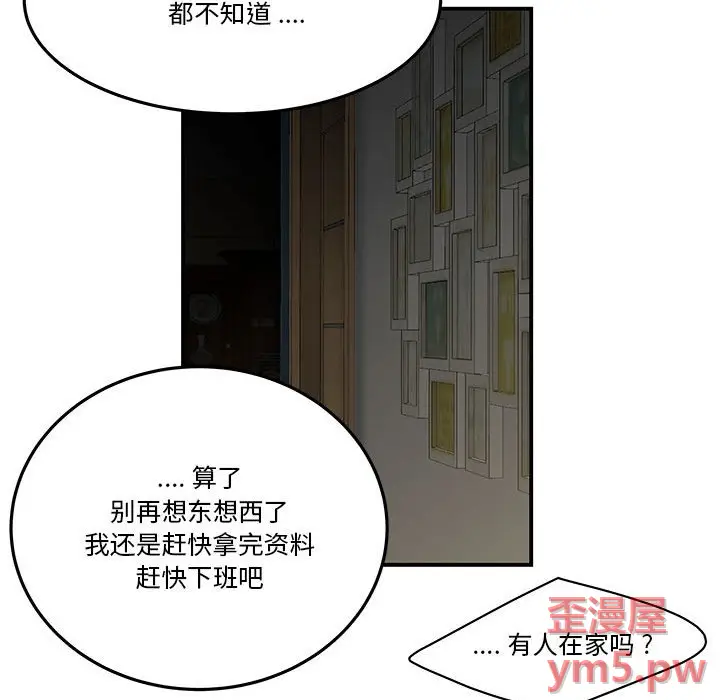 都不知道 ....
.... 算了
别再想东想西了
我还是赶快拿完资料
赶快下班吧
.... 有人在家吗 ?
歪漫屋
ym5.pw